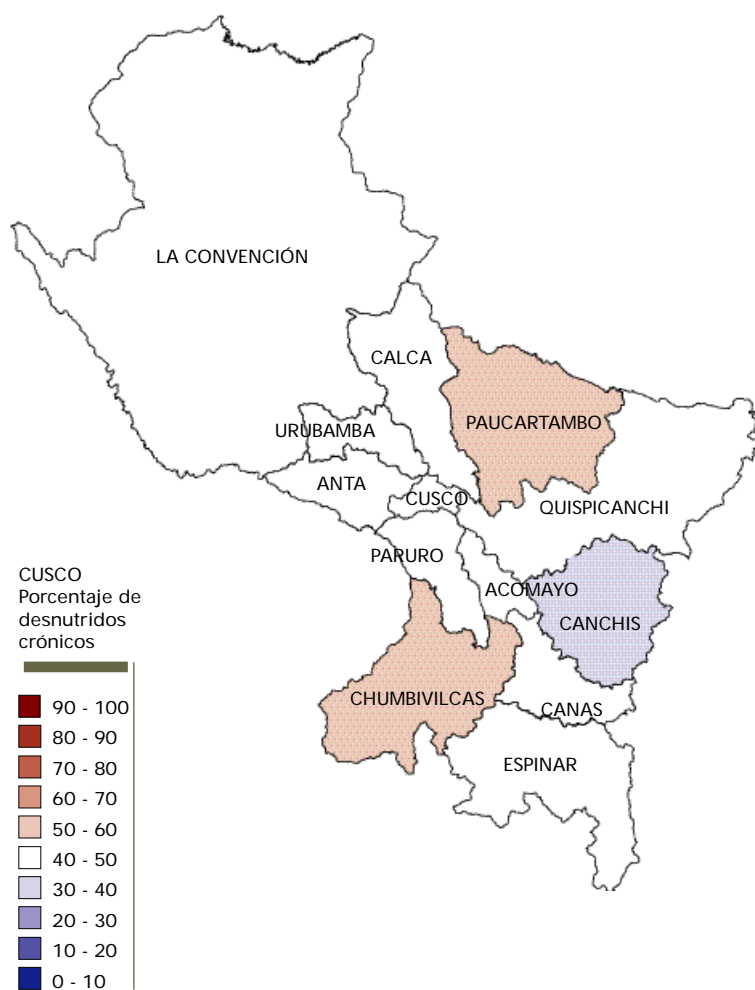 LA CONVENCIÓN
CALCA
PAUCARTAMBO
URUBAMBA
ANTA
CUSCO
QUISPICANCHI
PARURO
ACOMAYO
CANCHIS
CHUMBIVILCAS
CANAS
ESPINAR
CUSCO
Porcentaje de
desnutridos
crónicos
90 - 100
80 - 90
70 - 80
60 - 70
50 - 60
40 - 50
30 - 40
20 - 30
10 - 20
0 - 10